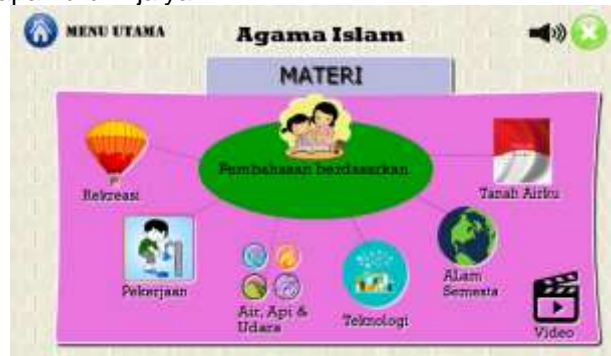 MENU UTAMA
Agama Islam
MATERI
Pembahasan berdasarkan
Rekreasi
Tanah Airku
Pekerjaan
Air, Api &
Udara
Teknologi
ALam
Semesta
Video